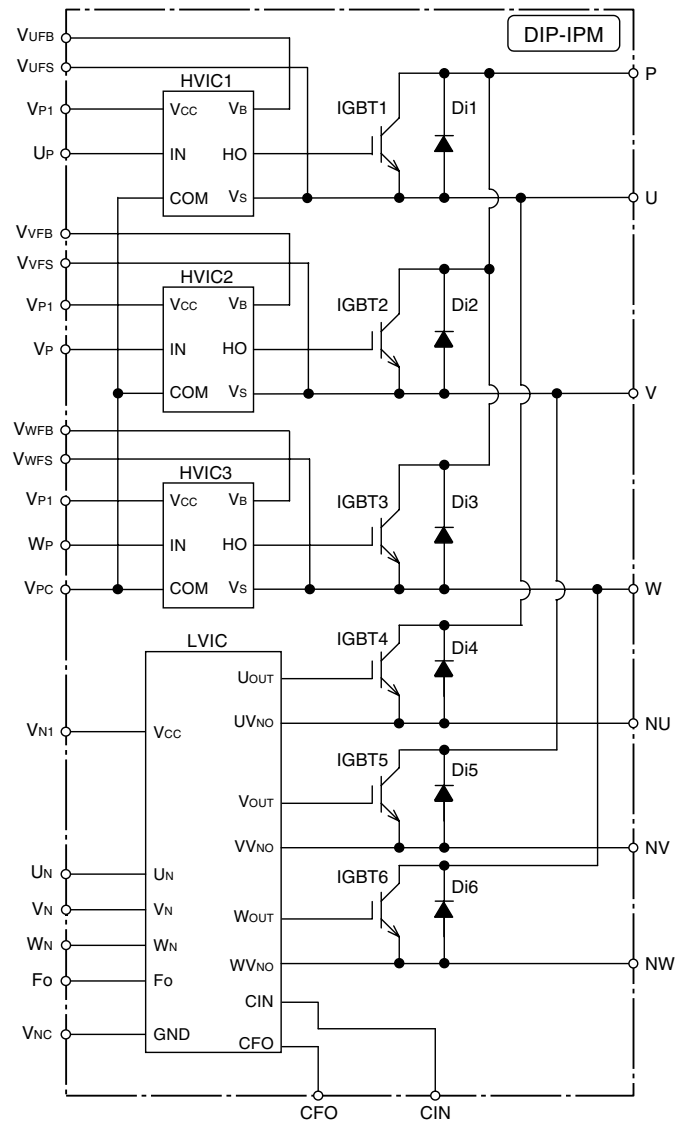 DIP-IPM
VUFB
VUFS
HVIC1
VP1
VCC
VB
IGBT1
Di1
P
UP
IN
HO
COM
VS
U
VVFB
VVFS
HVIC2
VP1
VCC
VB
IGBT2
Di2
VP
IN
HO
COM
VS
V
VWFB
VWFS
HVIC3
VP1
VCC
VB
IGBT3
Di3
WP
IN
HO
VPC
COM
VS
W
LVIC
IGBT4
Di4
UOUT
VN1
VCC
UVNO
NU
IGBT5
Di5
VOUT
VVNO
NV
UN
UN
IGBT6
Di6
VN
VN
WOUT
WN
WN
WVNO
NW
Fo
Fo
CIN
VNC
GND
CFO
CFO
CIN